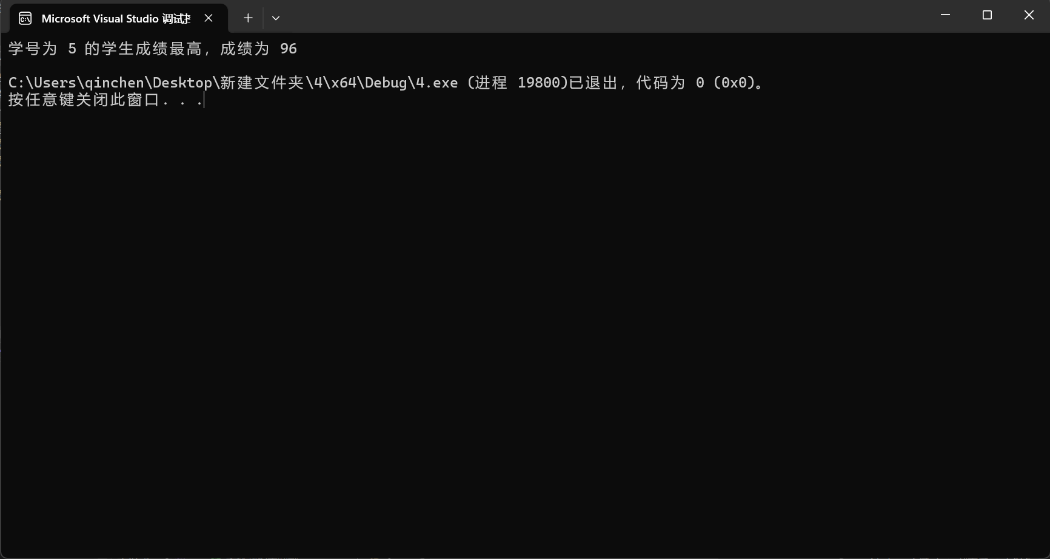 Microsoft Visual Studio 调试
学号为 5 的学生成绩最高，成绩为 96
C:\Users\qinchen\Desktop\新建文件夹\4\x64\Debug\4.exe (进程 19800)已退出，代码为 0 (0x0)。
按任意键关闭此窗口. . .